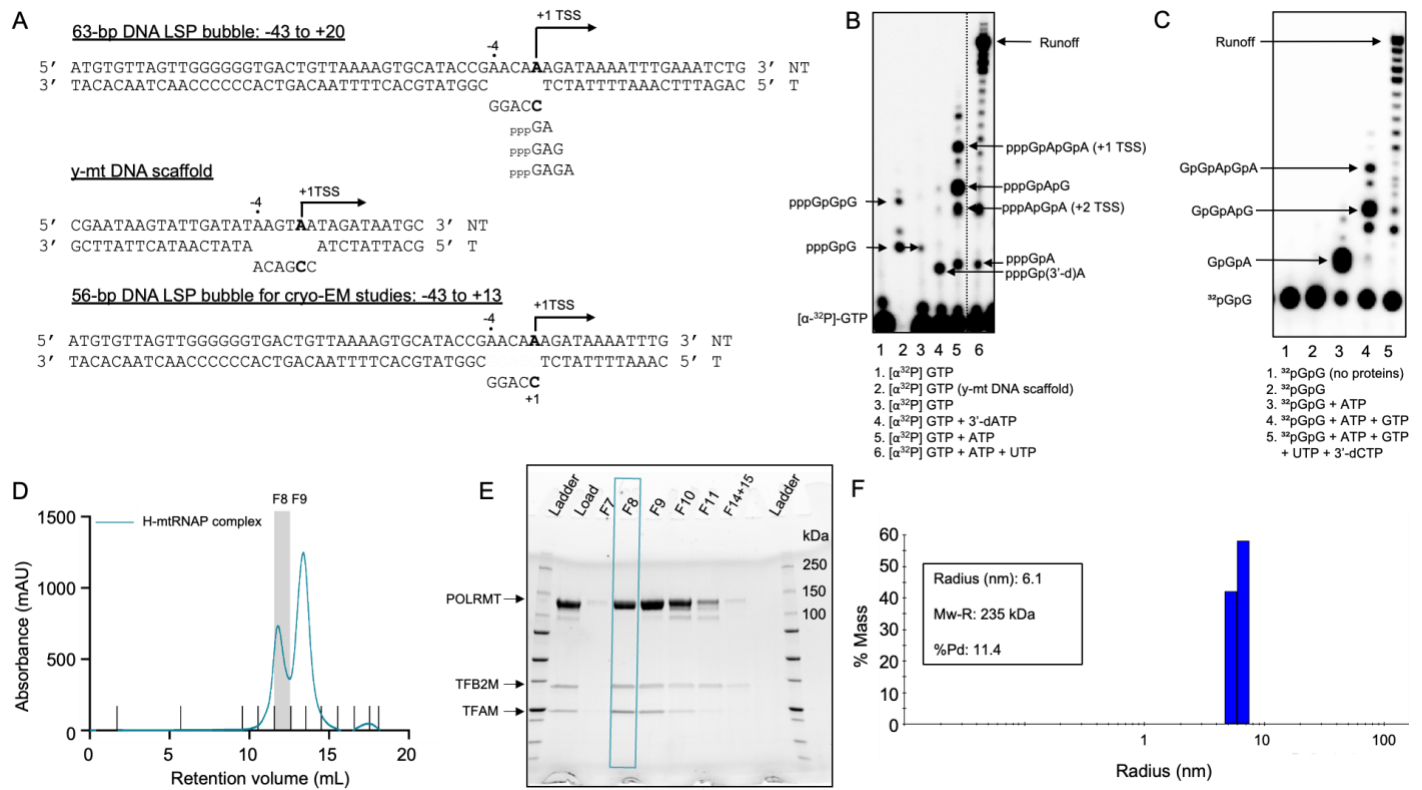 A
63-bp DNA LSP bubble: -43 to +20
+1 TSS
-4
5′ ATGTGTTAGTTGGGGGGTGACTGTTAAAAGTGCATACCGAACAAAGATAAAATTTGAAATCTG 3′ NT
3′ TACACAATCAACCCCCCACTGACAATTTTCACGTATGGC TCTATTTTAAACTTTAGAC 5′ T
GGACC
pppGA
pppGAG
pppGAGA
y-mt DNA scaffold
+1TSS
-4
5′ CGAATAAGTATTGATATAAGTAATAGATAATGC 3′ NT
3′ GCTTATTCATAACTATA ATCTATTACG 5′ T
ACAGCC
56-bp DNA LSP bubble for cryo-EM studies: -43 to +13
+1TSS
-4
5′ ATGTGTTAGTTGGGGGGTGACTGTTAAAAGTGCATACCGAACAAAGATAAAATTTG 3′ NT
3′ TACACAATCAACCCCCCACTGACAATTTTCACGTATGGC TCTATTTTAAAC 5′ T
GGACC
+1
B
Runoff
pppGpApGpA (+1 TSS)
pppGpApG
pppGpGpG
pppApGpA (+2 TSS)
pppGpG
pppGpA
pppGp(3′-d)A
[α-³²P]-GTP
1 2 3 4 5 6
1. [α³²P] GTP
2. [α³²P] GTP (y-mt DNA scaffold)
3. [α³²P] GTP
4. [α³²P] GTP + 3′-dATP
5. [α³²P] GTP + ATP
6. [α³²P] GTP + ATP + UTP
C
Runoff
GpGpApGpA
GpGpApG
GpGpA
³²pGpG
1 2 3 4 5
1. ³²pGpG (no proteins)
2. ³²pGpG
3. ³²pGpG + ATP
4. ³²pGpG + ATP + GTP
5. ³²pGpG + ATP + GTP
+ UTP + 3′-dCTP
D
F8 F9
H-mtRNAP complex
1500
1000
500
0
0 5 10 15 20
Absorbance (mAU)
Retention volume (mL)
E
Ladder Load F7 F8 F9 F10 F11 F14+15 Ladder
kDa
250
150
100
POLRMT
TFB2M
TFAM
F
60
50
40
30
20
10
0
% Mass
Radius (nm): 6.1
Mw-R: 235 kDa
%Pd: 11.4
1 10 100
Radius (nm)